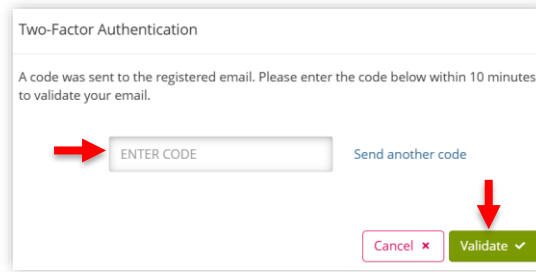 Two-Factor Authentication
A code was sent to the registered email. Please enter the code below within 10 minutes
to validate your email.
ENTER CODE
Send another code
Cancel ×
Validate ✓